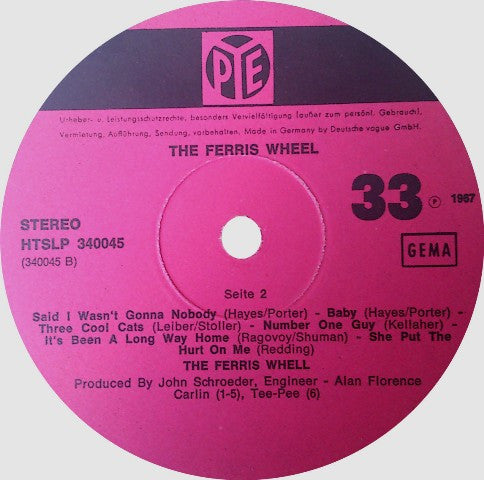 PYE
Urheber- u. Leistungsschutzrechte, besonders Vervielfältigung (außer zum persönl. Gebrauch),
Vermietung, Aufführung, Sendung, vorbehalten. Made in Germany by Deutsche vogue GmbH.
THE FERRIS WHEEL
33 Ⓟ 1967
STEREO
HTSLP 340045
(340045 B)
GEMA
Seite 2
Said I Wasn't Gonna Nobody (Hayes/Porter) - Baby (Hayes/Porter) -
Three Cool Cats (Leiber/Stoller) - Number One Guy (Kellaher) -
It's Been A Long Way Home (Ragovoy/Shuman) - She Put The
Hurt On Me (Redding)
THE FERRIS WHELL
Produced By John Schroeder, Engineer - Alan Florence
Carlin (1-5), Tee-Pee (6)